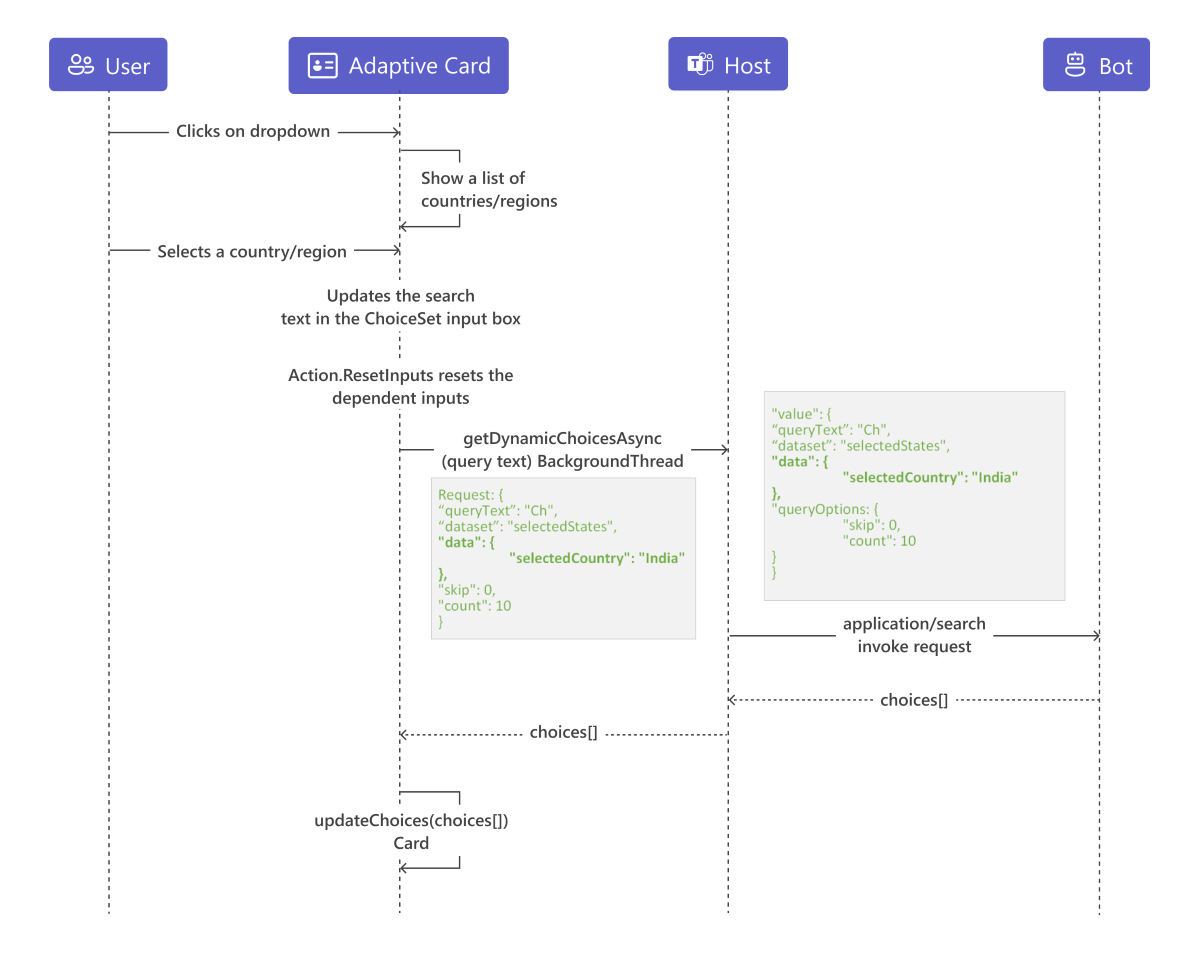 User
Adaptive Card
Host
Bot
Clicks on dropdown
Show a list of
countries/regions
Selects a country/region
Updates the search
text in the ChoiceSet input box
Action.ResetInputs resets the
dependent inputs
getDynamicChoicesAsync
(query text) BackgroundThread
Request: {
“queryText”: "Ch",
“dataset”: "selectedStates",
"data": {
"selectedCountry": "India"
},
"skip": 0,
"count": 10
}
"value": {
“queryText”: "Ch",
“dataset”: "selectedStates",
"data": {
"selectedCountry": "India"
},
"queryOptions: {
"skip": 0,
"count": 10
}
}
application/search
invoke request
choices[]
choices[]
updateChoices(choices[])
Card